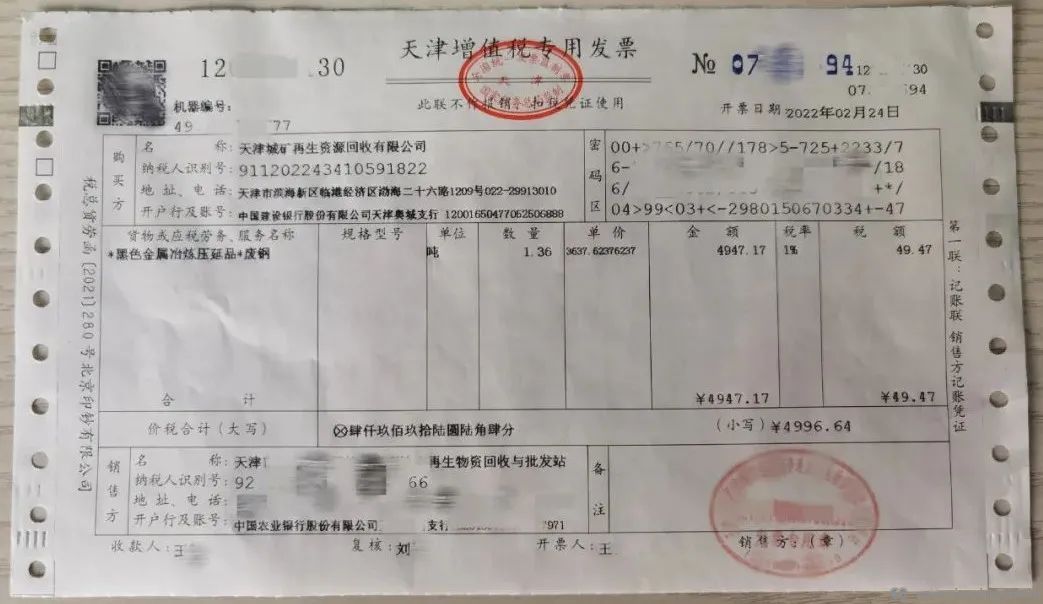 天津增值税专用发票
12 30
№ 07 94
12 30
07 94
机器编号:
49 77
此联不作报销、扣税凭证使用
开票日期:2022年02月24日
购买方
名 称:天津城矿再生资源回收有限公司
纳税人识别号:911202243410591822
地址、电话:天津市滨海新区临港经济区渤海二十六路1209号022-29913010
开户行及账号:中国建设银行股份有限公司天津奥城支行 12001650477052506888
密码区
00+>765/70//178>5-725+2233/7
6- /18
6/ +*/
04>99<03+<-2980150670334+-47
货物或应税劳务、服务名称 规格型号 单位 数量 单价 金额 税率 税额
*黑色金属冶炼压延品*废钢 吨 1.36 3637.62376237 4947.17 1% 49.47
合 计 ¥4947.17 ¥49.47
价税合计(大写) ⊗肆仟玖佰玖拾陆圆陆角肆分 (小写)¥4996.64
销售方
名 称:天津 再生物资回收与批发站
纳税人识别号:92 66
地址、电话:
开户行及账号:中国农业银行股份有限公司 支行 7971
备注
收款人:王 复核:刘 开票人:王 销售方:(章)
税总货劳函[2021]280号北京印钞有限公司
第一联:记账联 销售方记账凭证